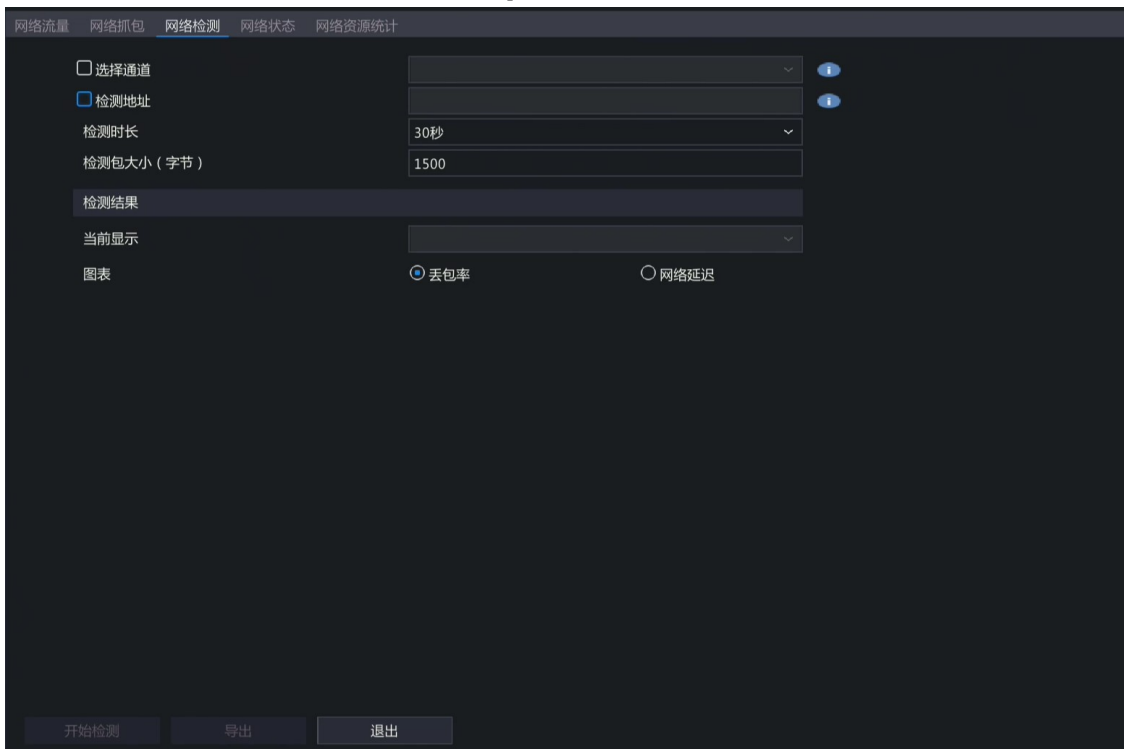 网络流量 网络抓包 网络检测 网络状态 网络资源统计
选择通道
检测地址
检测时长 30秒
检测包大小（字节） 1500
检测结果
当前显示
图表 丢包率 网络延迟
开始检测 导出 退出